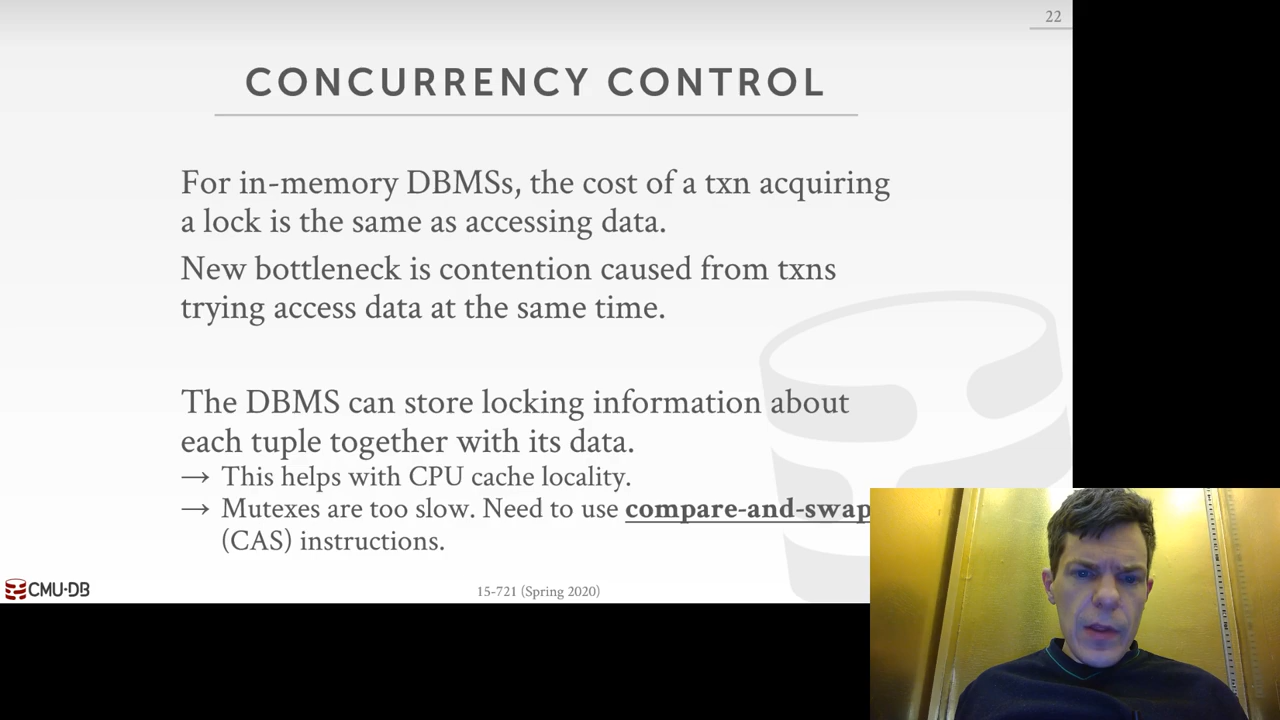 22
CONCURRENCY CONTROL
For in-memory DBMSs, the cost of a txn acquiring
a lock is the same as accessing data.
New bottleneck is contention caused from txns
trying access data at the same time.
The DBMS can store locking information about
each tuple together with its data.
→ This helps with CPU cache locality.
→ Mutexes are too slow. Need to use compare-and-swap
(CAS) instructions.
CMU·DB
15-721 (Spring 2020)